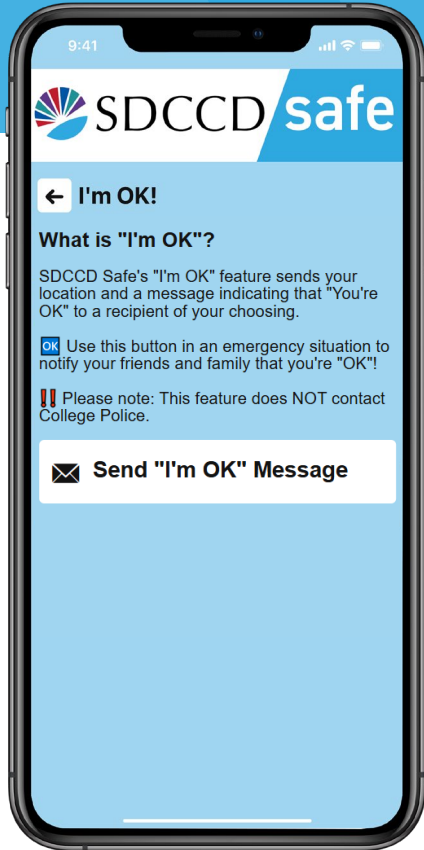 9:41
SDCCD safe
I'm OK!
What is "I'm OK"?
SDCCD Safe's "I'm OK" feature sends your
location and a message indicating that "You're
OK" to a recipient of your choosing.
🆗 Use this button in an emergency situation to
notify your friends and family that you're "OK"!
‼️ Please note: This feature does NOT contact
College Police.
Send "I'm OK" Message